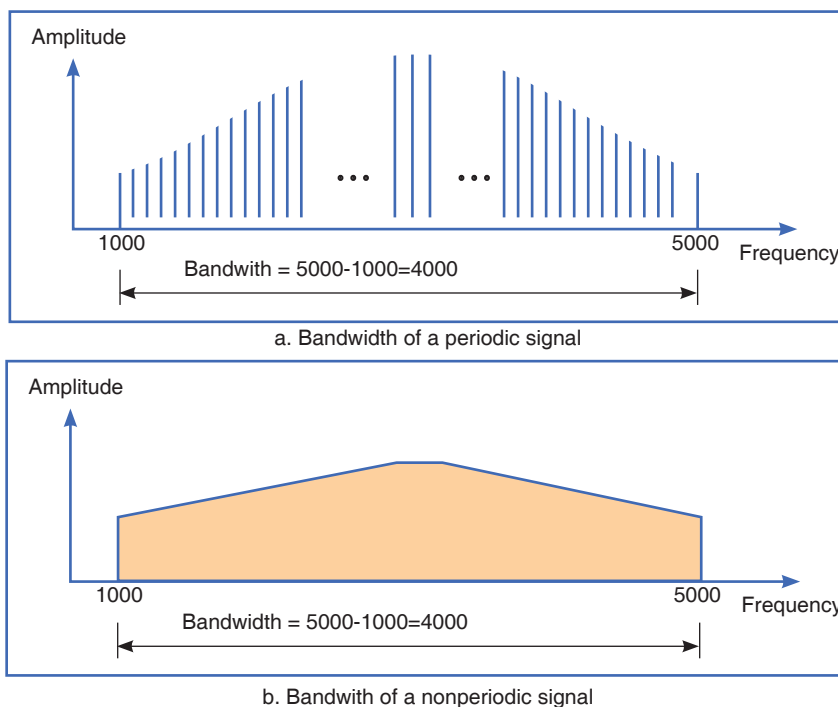 Amplitude
1000
5000
Frequency
Bandwith = 5000-1000=4000
a. Bandwidth of a periodic signal
Amplitude
1000
5000
Frequency
Bandwidth = 5000-1000=4000
b. Bandwith of a nonperiodic signal